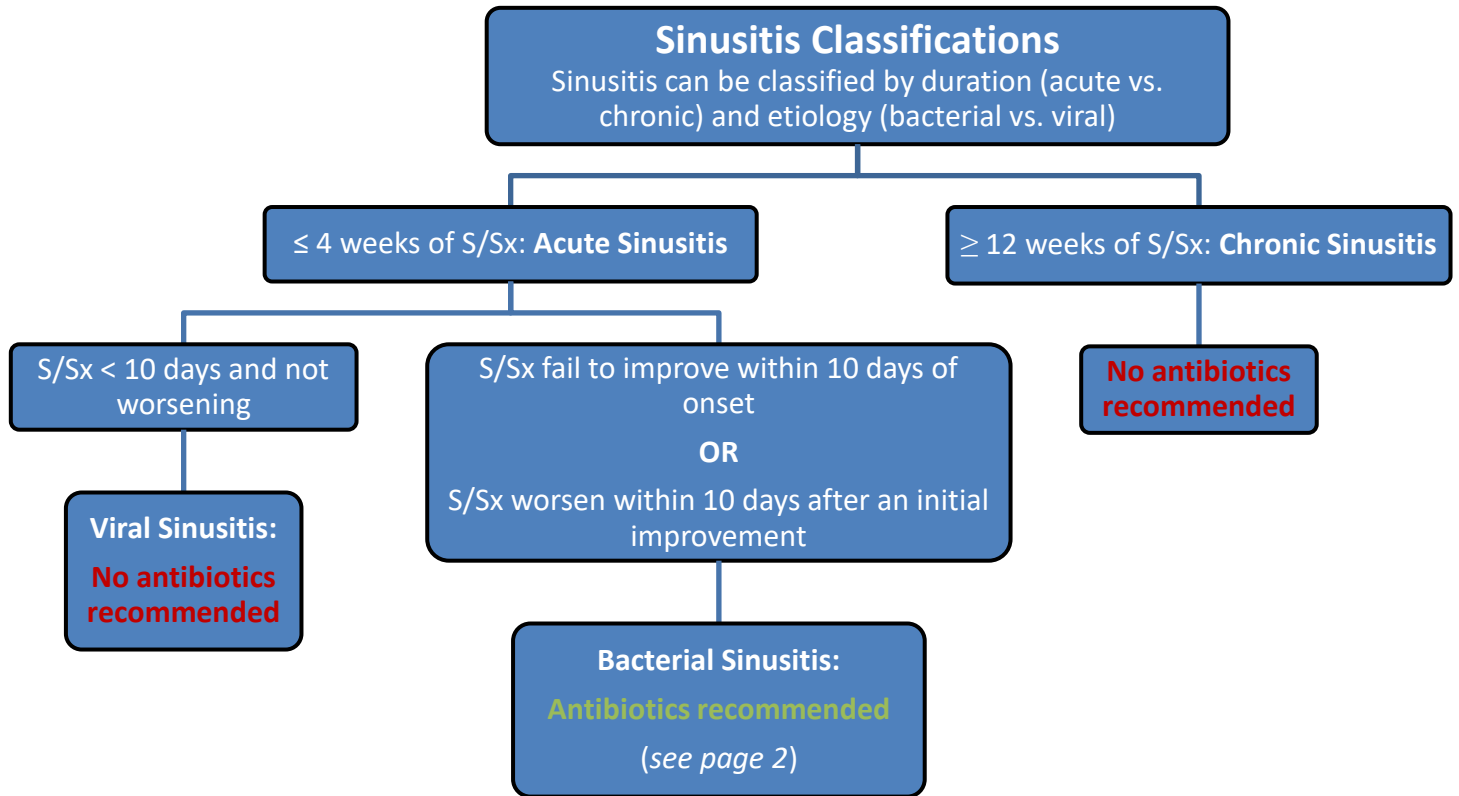 Sinusitis Classifications
Sinusitis can be classified by duration (acute vs.
chronic) and etiology (bacterial vs. viral)
≤ 4 weeks of S/Sx: Acute Sinusitis
≥ 12 weeks of S/Sx: Chronic Sinusitis
S/Sx < 10 days and not
worsening
S/Sx fail to improve within 10 days of
onset
OR
S/Sx worsen within 10 days after an initial
improvement
No antibiotics
recommended
Viral Sinusitis:
No antibiotics
recommended
Bacterial Sinusitis:
Antibiotics recommended
(see page 2)